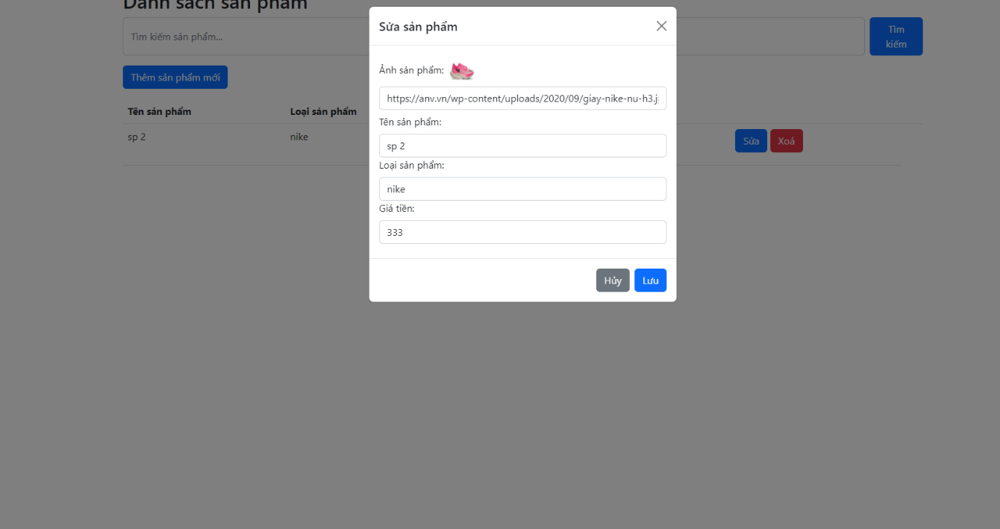 Danh sách sản phẩm
Tìm kiếm sản phẩm...
Tìm
kiếm
Thêm sản phẩm mới
Tên sản phẩm
Loại sản phẩm
sp 2
nike
Sửa
Xoá
Sửa sản phẩm
Ảnh sản phẩm:
https://anv.vn/wp-content/uploads/2020/09/giay-nike-nu-h3.j
Tên sản phẩm:
sp 2
Loại sản phẩm:
nike
Giá tiền:
333
Hủy
Lưu